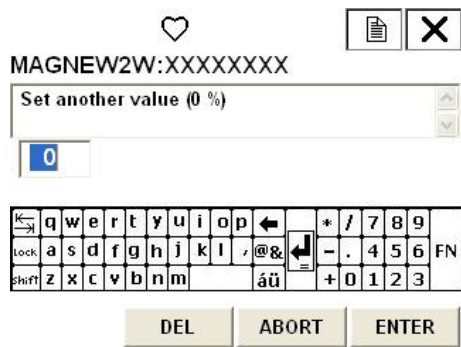 MAGNEW2W:XXXXXXXX
Set another value (0 %)
0
q w e r t y u i o p * / 7 8 9
Lock a s d f g h j k l , @& - . 4 5 6 FN
Shift z x c v b n m áü = + 0 1 2 3
DEL ABORT ENTER